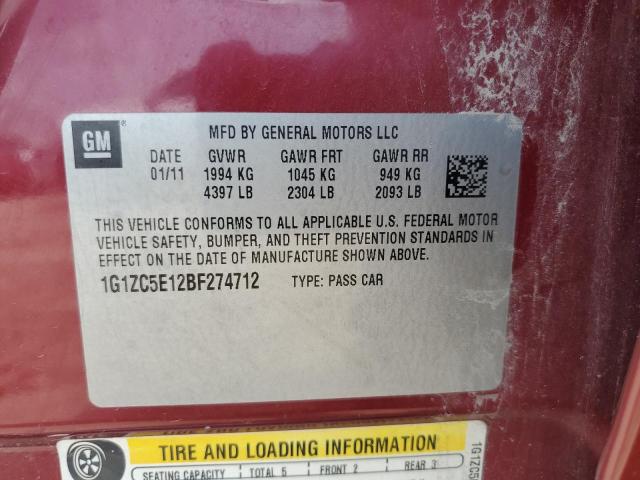 GM
MFD BY GENERAL MOTORS LLC
DATE GVWR GAWR FRT GAWR RR
01/11 1994 KG 1045 KG 949 KG
4397 LB 2304 LB 2093 LB
THIS VEHICLE CONFORMS TO ALL APPLICABLE U.S. FEDERAL MOTOR
VEHICLE SAFETY, BUMPER, AND THEFT PREVENTION STANDARDS IN
EFFECT ON THE DATE OF MANUFACTURE SHOWN ABOVE.
1G1ZC5E12BF274712 TYPE: PASS CAR
TIRE AND LOADING INFORMATION
SEATING CAPACITY TOTAL 5 FRONT 2 REAR 3
1G1ZC5